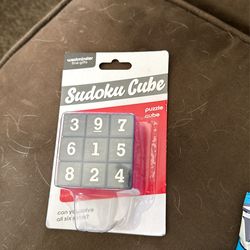 westminster
fine gifts
Sudoku Cube
puzzle
cube
3 9 7
6 1 5
8 2 4
can you solve
all six sides?